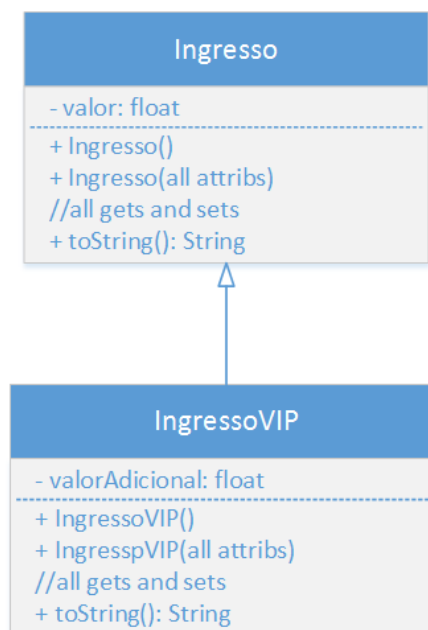 Ingresso
- valor: float
+ Ingresso()
+ Ingresso(all attribs)
//all gets and sets
+ toString(): String
IngressoVIP
- valorAdicional: float
+ IngressoVIP()
+ IngresspVIP(all attribs)
//all gets and sets
+ toString(): String